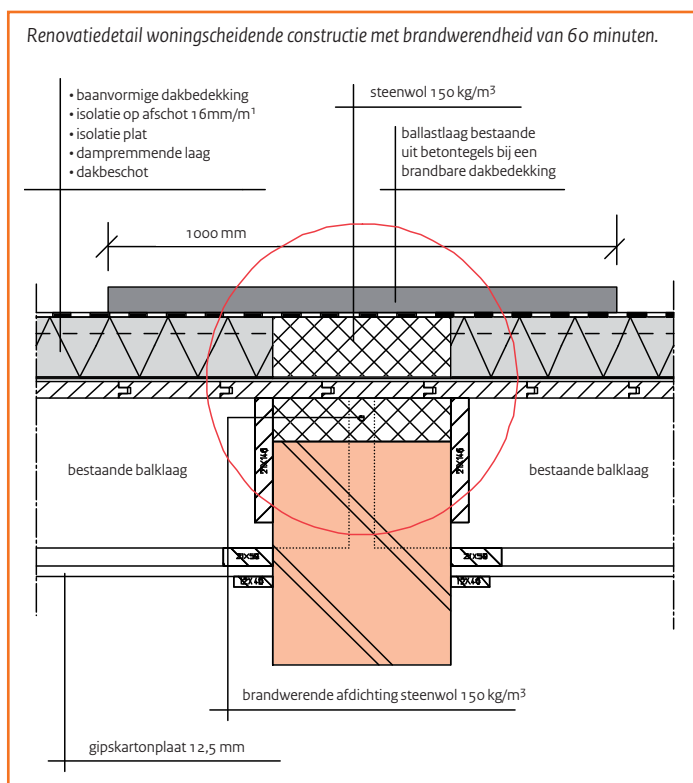 Renovatiedetail woningscheidende constructie met brandwerendheid van 60 minuten.
• baanvormige dakbedekking
• isolatie op afschot 16mm/m¹
• isolatie plat
• dampremmende laag
• dakbeschot
steenwol 150 kg/m³
ballastlaag bestaande
uit betontegels bij een
brandbare dakbedekking
1000 mm
bestaande balklaag
bestaande balklaag
brandwerende afdichting steenwol 150 kg/m³
gipskartonplaat 12,5 mm